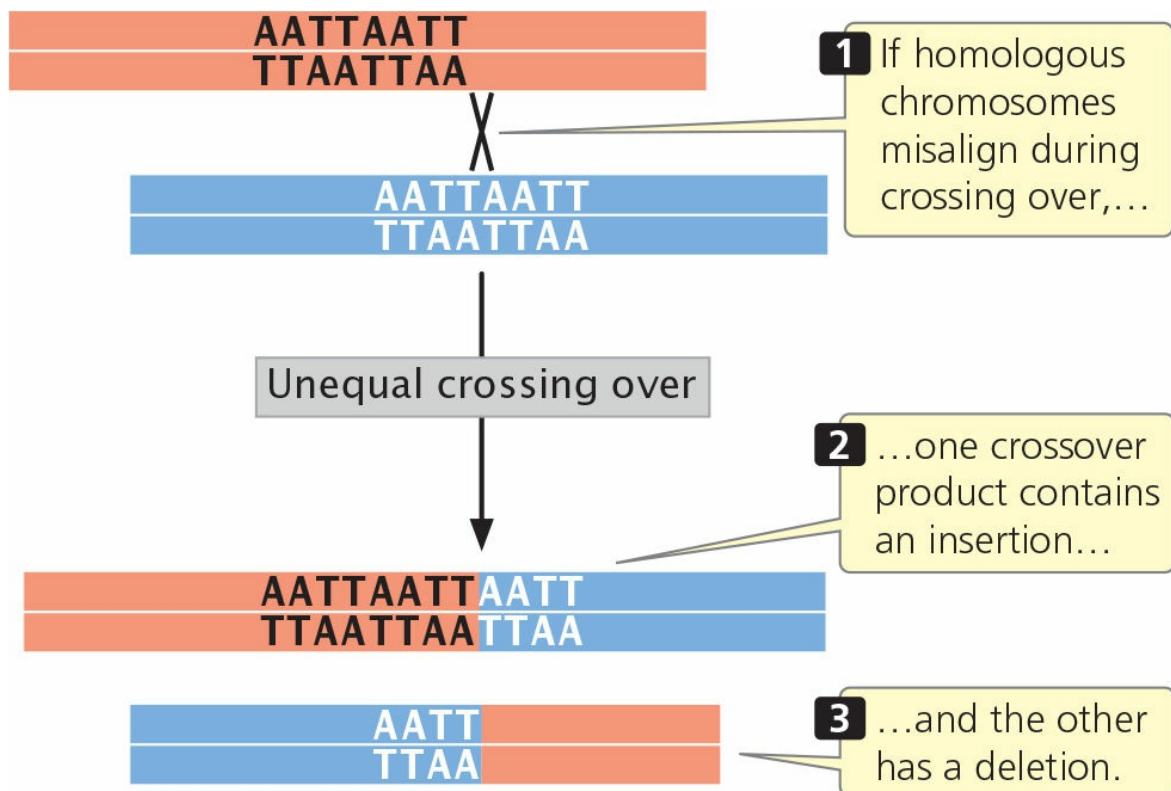 AATTAATT
TTAATTAA
1 If homologous
chromosomes
misalign during
crossing over,…
AATTAATT
TTAATTAA
Unequal crossing over
2 …one crossover
product contains
an insertion…
AATTAATTAATT
TTAATTAATTAA
AATT
TTAA
3 …and the other
has a deletion.